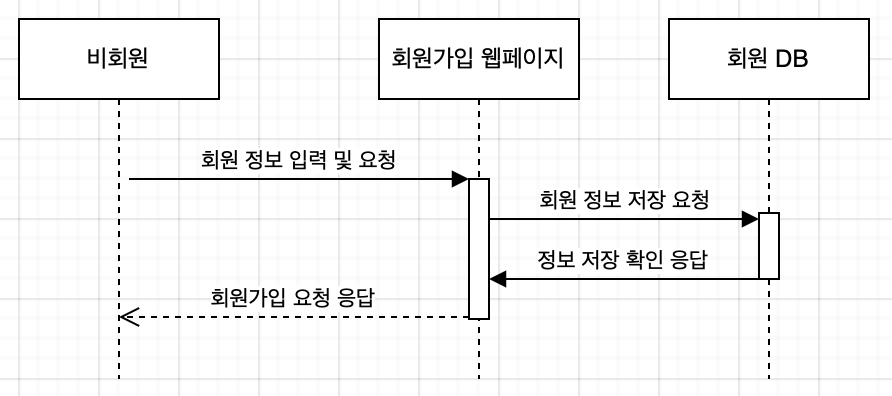 비회원
회원가입 웹페이지
회원 DB
회원 정보 입력 및 요청
회원 정보 저장 요청
정보 저장 확인 응답
회원가입 요청 응답